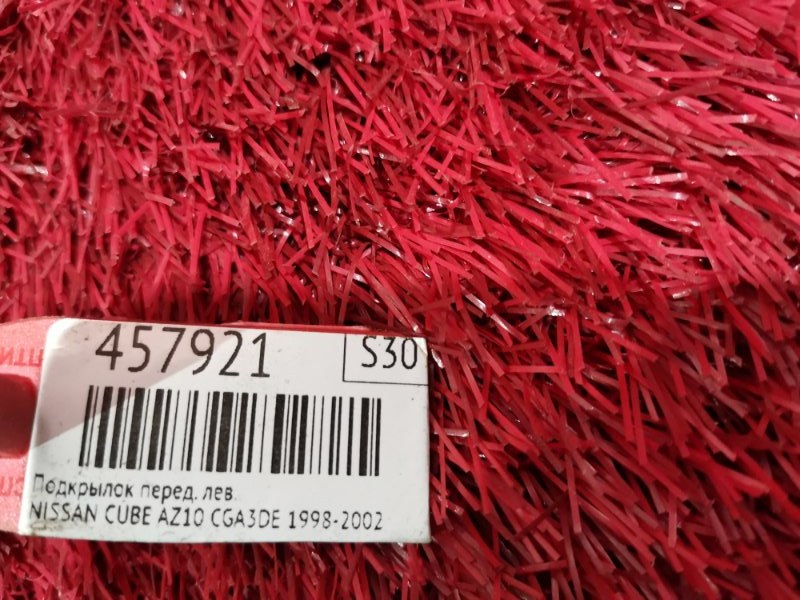 457921
S30
Подкрылок перед. лев.
NISSAN CUBE AZ10 CGA3DE 1998-2002